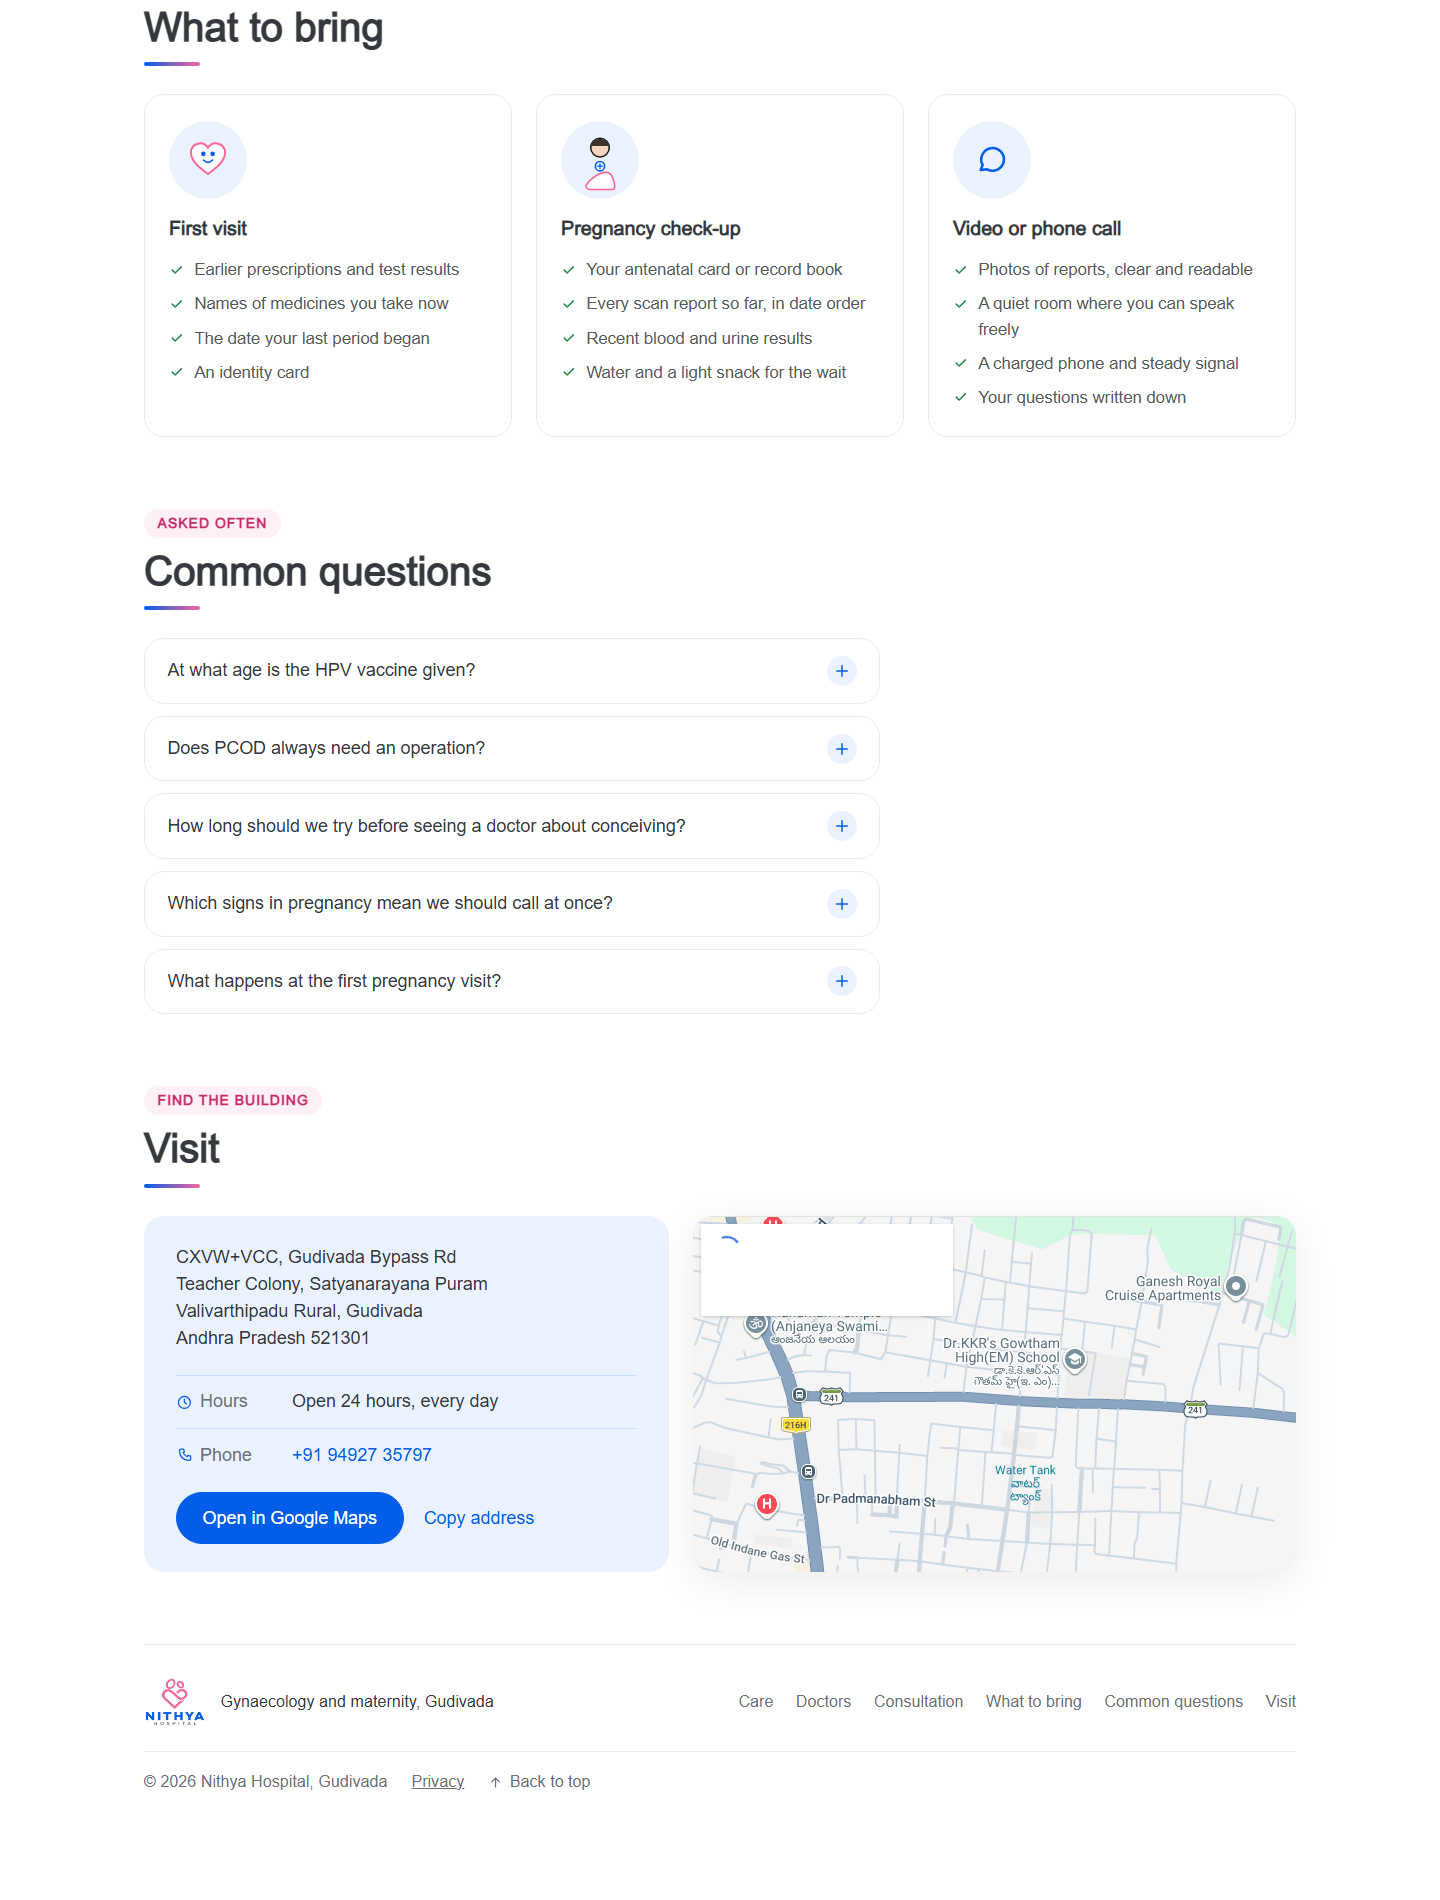 What to bring
First visit
Earlier prescriptions and test results
Names of medicines you take now
The date your last period began
An identity card
Pregnancy check-up
Your antenatal card or record book
Every scan report so far, in date order
Recent blood and urine results
Water and a light snack for the wait
Video or phone call
Photos of reports, clear and readable
A quiet room where you can speak
freely
A charged phone and steady signal
Your questions written down
ASKED OFTEN
Common questions
At what age is the HPV vaccine given?
Does PCOD always need an operation?
How long should we try before seeing a doctor about conceiving?
Which signs in pregnancy mean we should call at once?
What happens at the first pregnancy visit?
FIND THE BUILDING
Visit
CXVW+VCC, Gudivada Bypass Rd
Teacher Colony, Satyanarayana Puram
Valivarthipadu Rural, Gudivada
Andhra Pradesh 521301
Hours Open 24 hours, every day
Phone +91 94927 35797
Open in Google Maps Copy address
H
Ganesh Royal
Cruise Apartments
(Anjaneya Swami...
ఆంజనేయ ఆలయం
Dr.KKR's Gowtham
High(EM) School
డా.కె.కె.ఆర్'ఎస్
గౌతమ్ హై(ఇ. ఎం)...
241
241
216H
Water Tank
వాటర్
ట్యాంక్
Dr Padmanabham St
H
Old Indane Gas St
NITHYA
HOSPITAL
Gynaecology and maternity, Gudivada
Care Doctors Consultation What to bring Common questions Visit
© 2026 Nithya Hospital, Gudivada Privacy Back to top